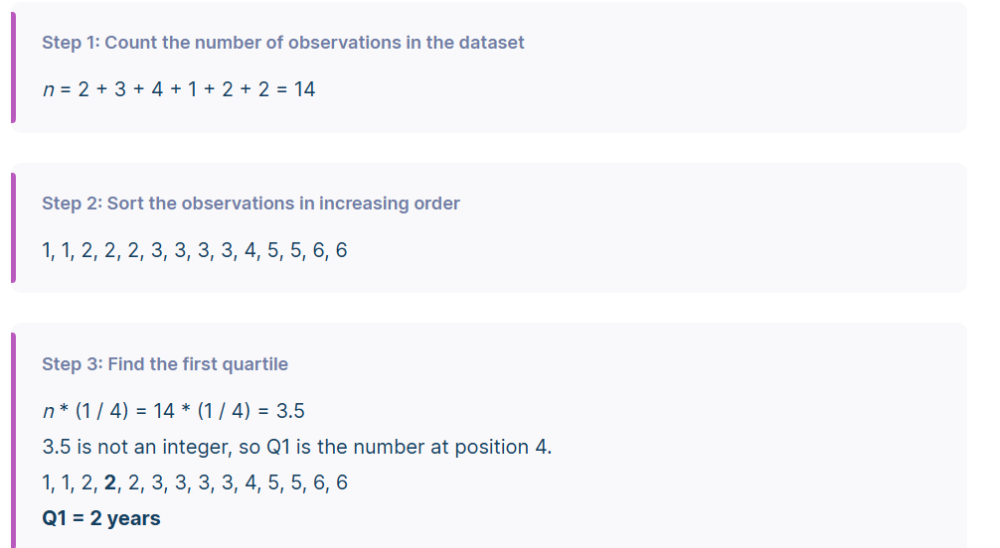 Step 1: Count the number of observations in the dataset
n = 2 + 3 + 4 + 1 + 2 + 2 = 14
Step 2: Sort the observations in increasing order
1, 1, 2, 2, 2, 3, 3, 3, 3, 4, 5, 5, 6, 6
Step 3: Find the first quartile
n * (1 / 4) = 14 * (1 / 4) = 3.5
3.5 is not an integer, so Q1 is the number at position 4.
1, 1, 2, 2, 2, 3, 3, 3, 3, 4, 5, 5, 6, 6
Q1 = 2 years